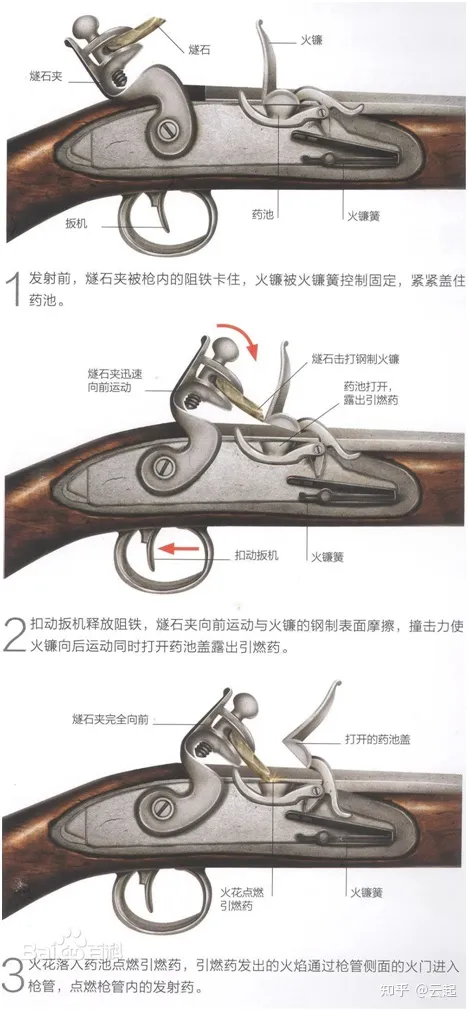 燧石
火镰
燧石夹
扳机
药池
火镰簧
1 发射前，燧石夹被枪内的阻铁卡住，火镰被火镰簧控制固定，紧紧盖住
药池。
燧石夹迅速
向前运动
燧石击打钢制火镰
药池打开，
露出引燃药
扣动扳机
火镰簧
2 扣动扳机释放阻铁，燧石夹向前运动与火镰的钢制表面摩擦，撞击力使
火镰向后运动同时打开药池盖露出引燃药。
燧石夹完全向前
打开的药池盖
火花点燃
引燃药
火镰簧
Bai百科
3 火花落入药池点燃引燃药，引燃药发出的火焰通过枪管侧面的火门进入
枪管，点燃枪管内的发射药。
知乎 @云起